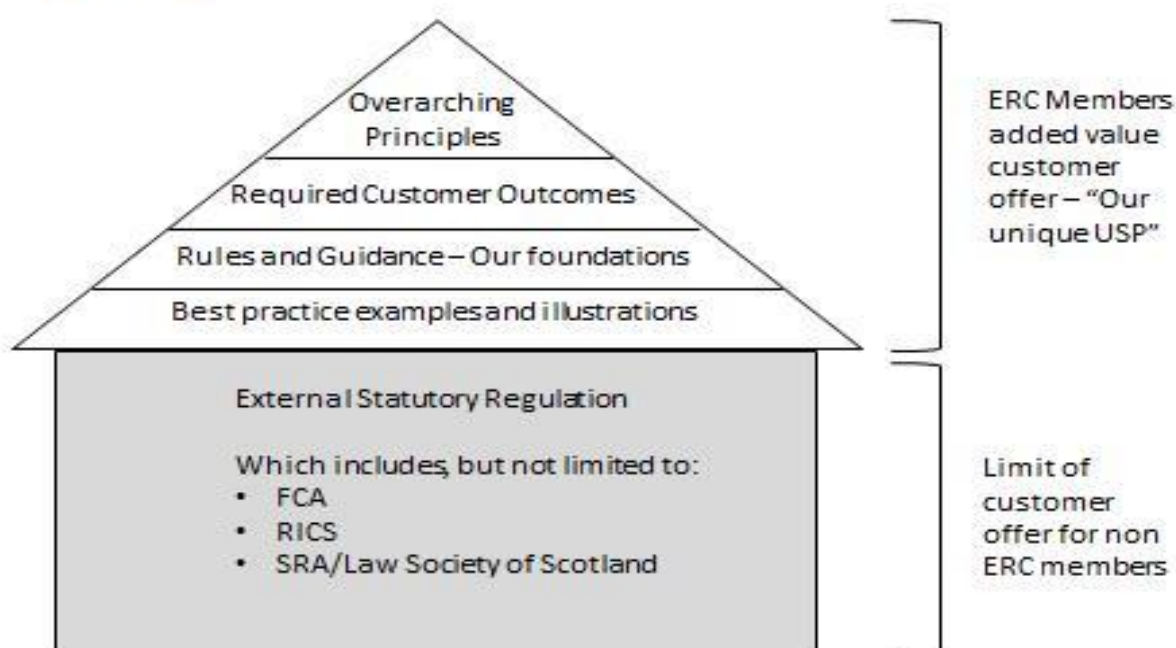 Overarching
Principles
Required Customer Outcomes
Rules and Guidance – Our foundations
Best practice examples and illustrations
ERC Members
added value
customer
offer – “Our
unique USP”
External Statutory Regulation
Which includes, but not limited to:
• FCA
• RICS
• SRA/Law Society of Scotland
Limit of
customer
offer for non
ERC members